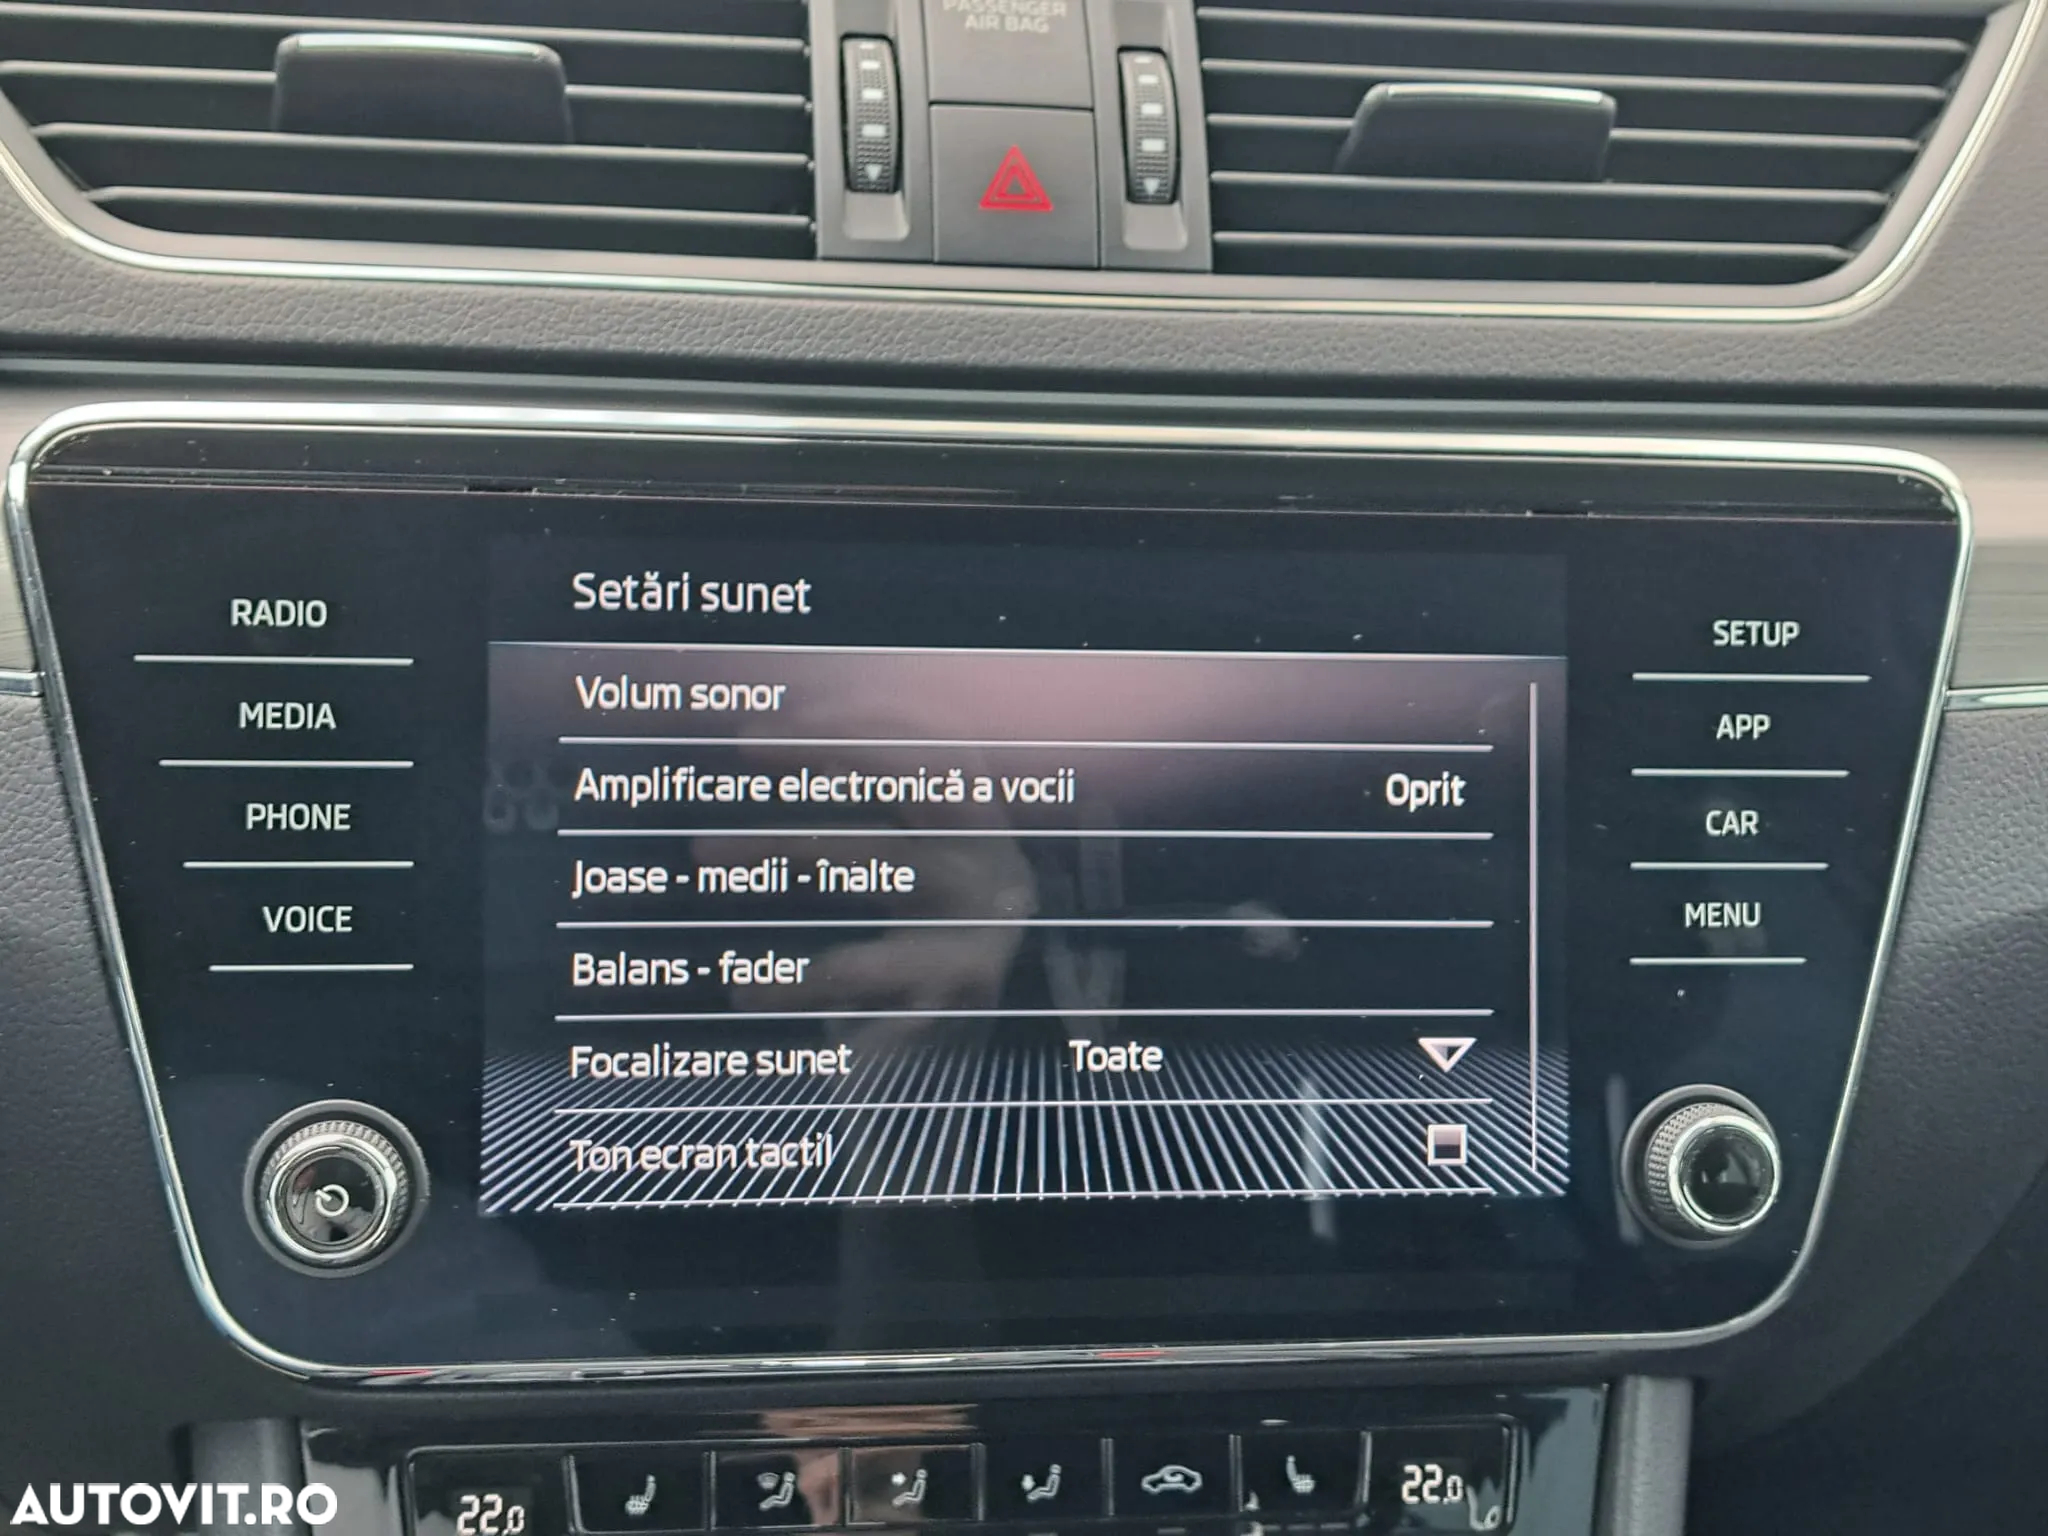 PASSENGER
AIR BAG
RADIO
MEDIA
PHONE
VOICE
Setări sunet
Volum sonor
Amplificare electronică a vocii Oprit
Joase - medii - înalte
Balans - fader
Focalizare sunet Toate
Ton ecran tactil
SETUP
APP
CAR
MENU
22.0
22.0
AUTOVIT.RO